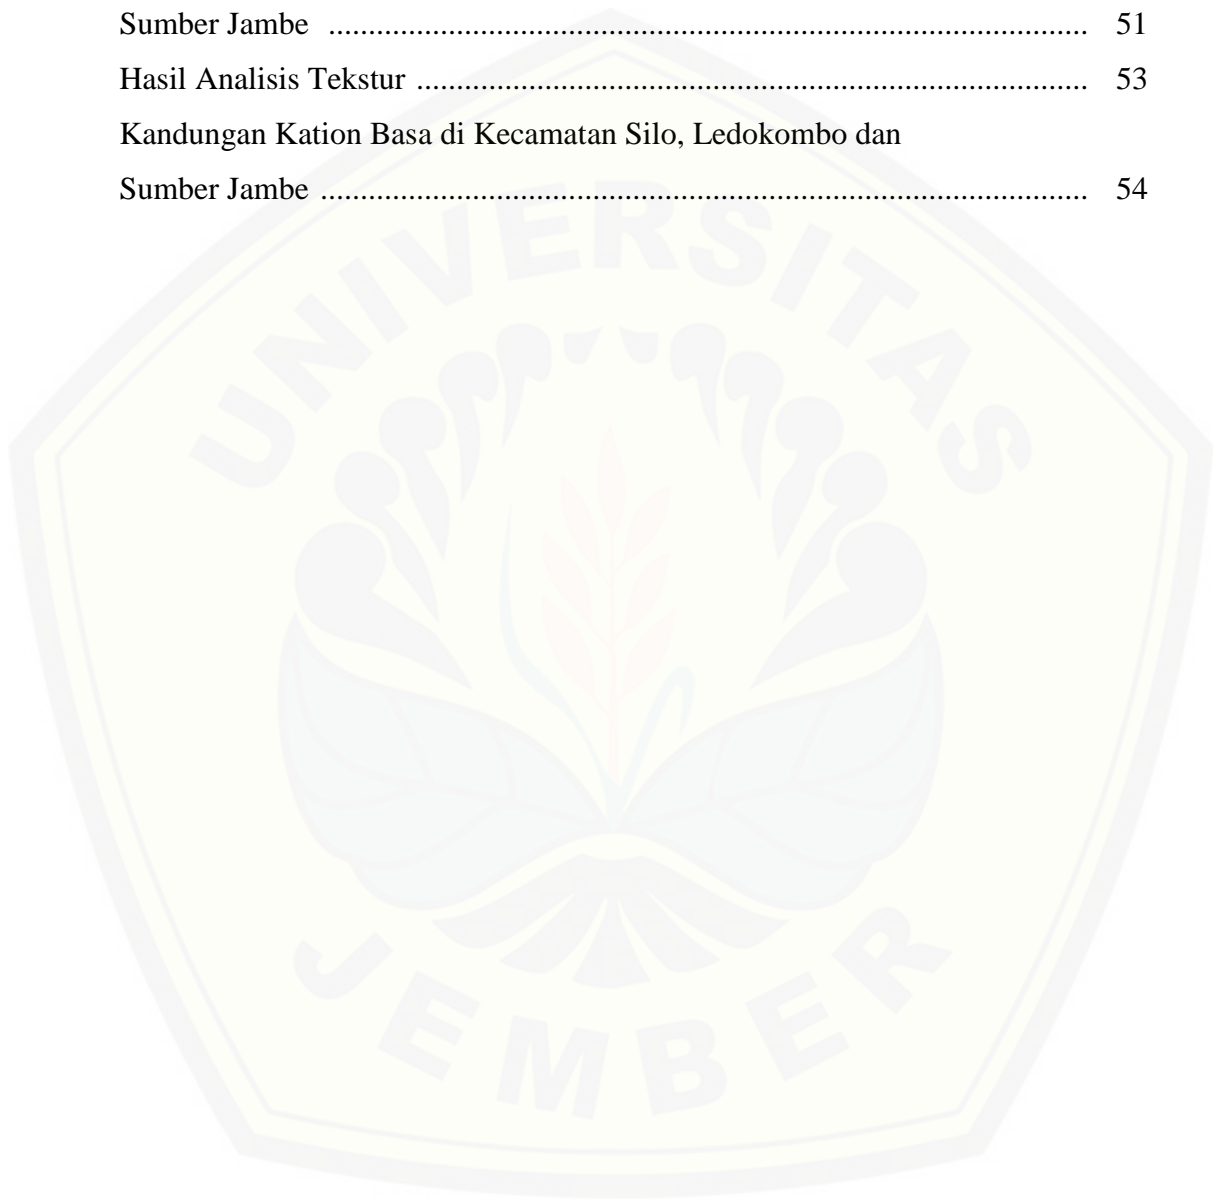 Sumber Jambe ............................................................................................... 51
Hasil Analisis Tekstur .................................................................................... 53
Kandungan Kation Basa di Kecamatan Silo, Ledokombo dan
Sumber Jambe ................................................................................................ 54
UNIVERSITAS
JEMBER